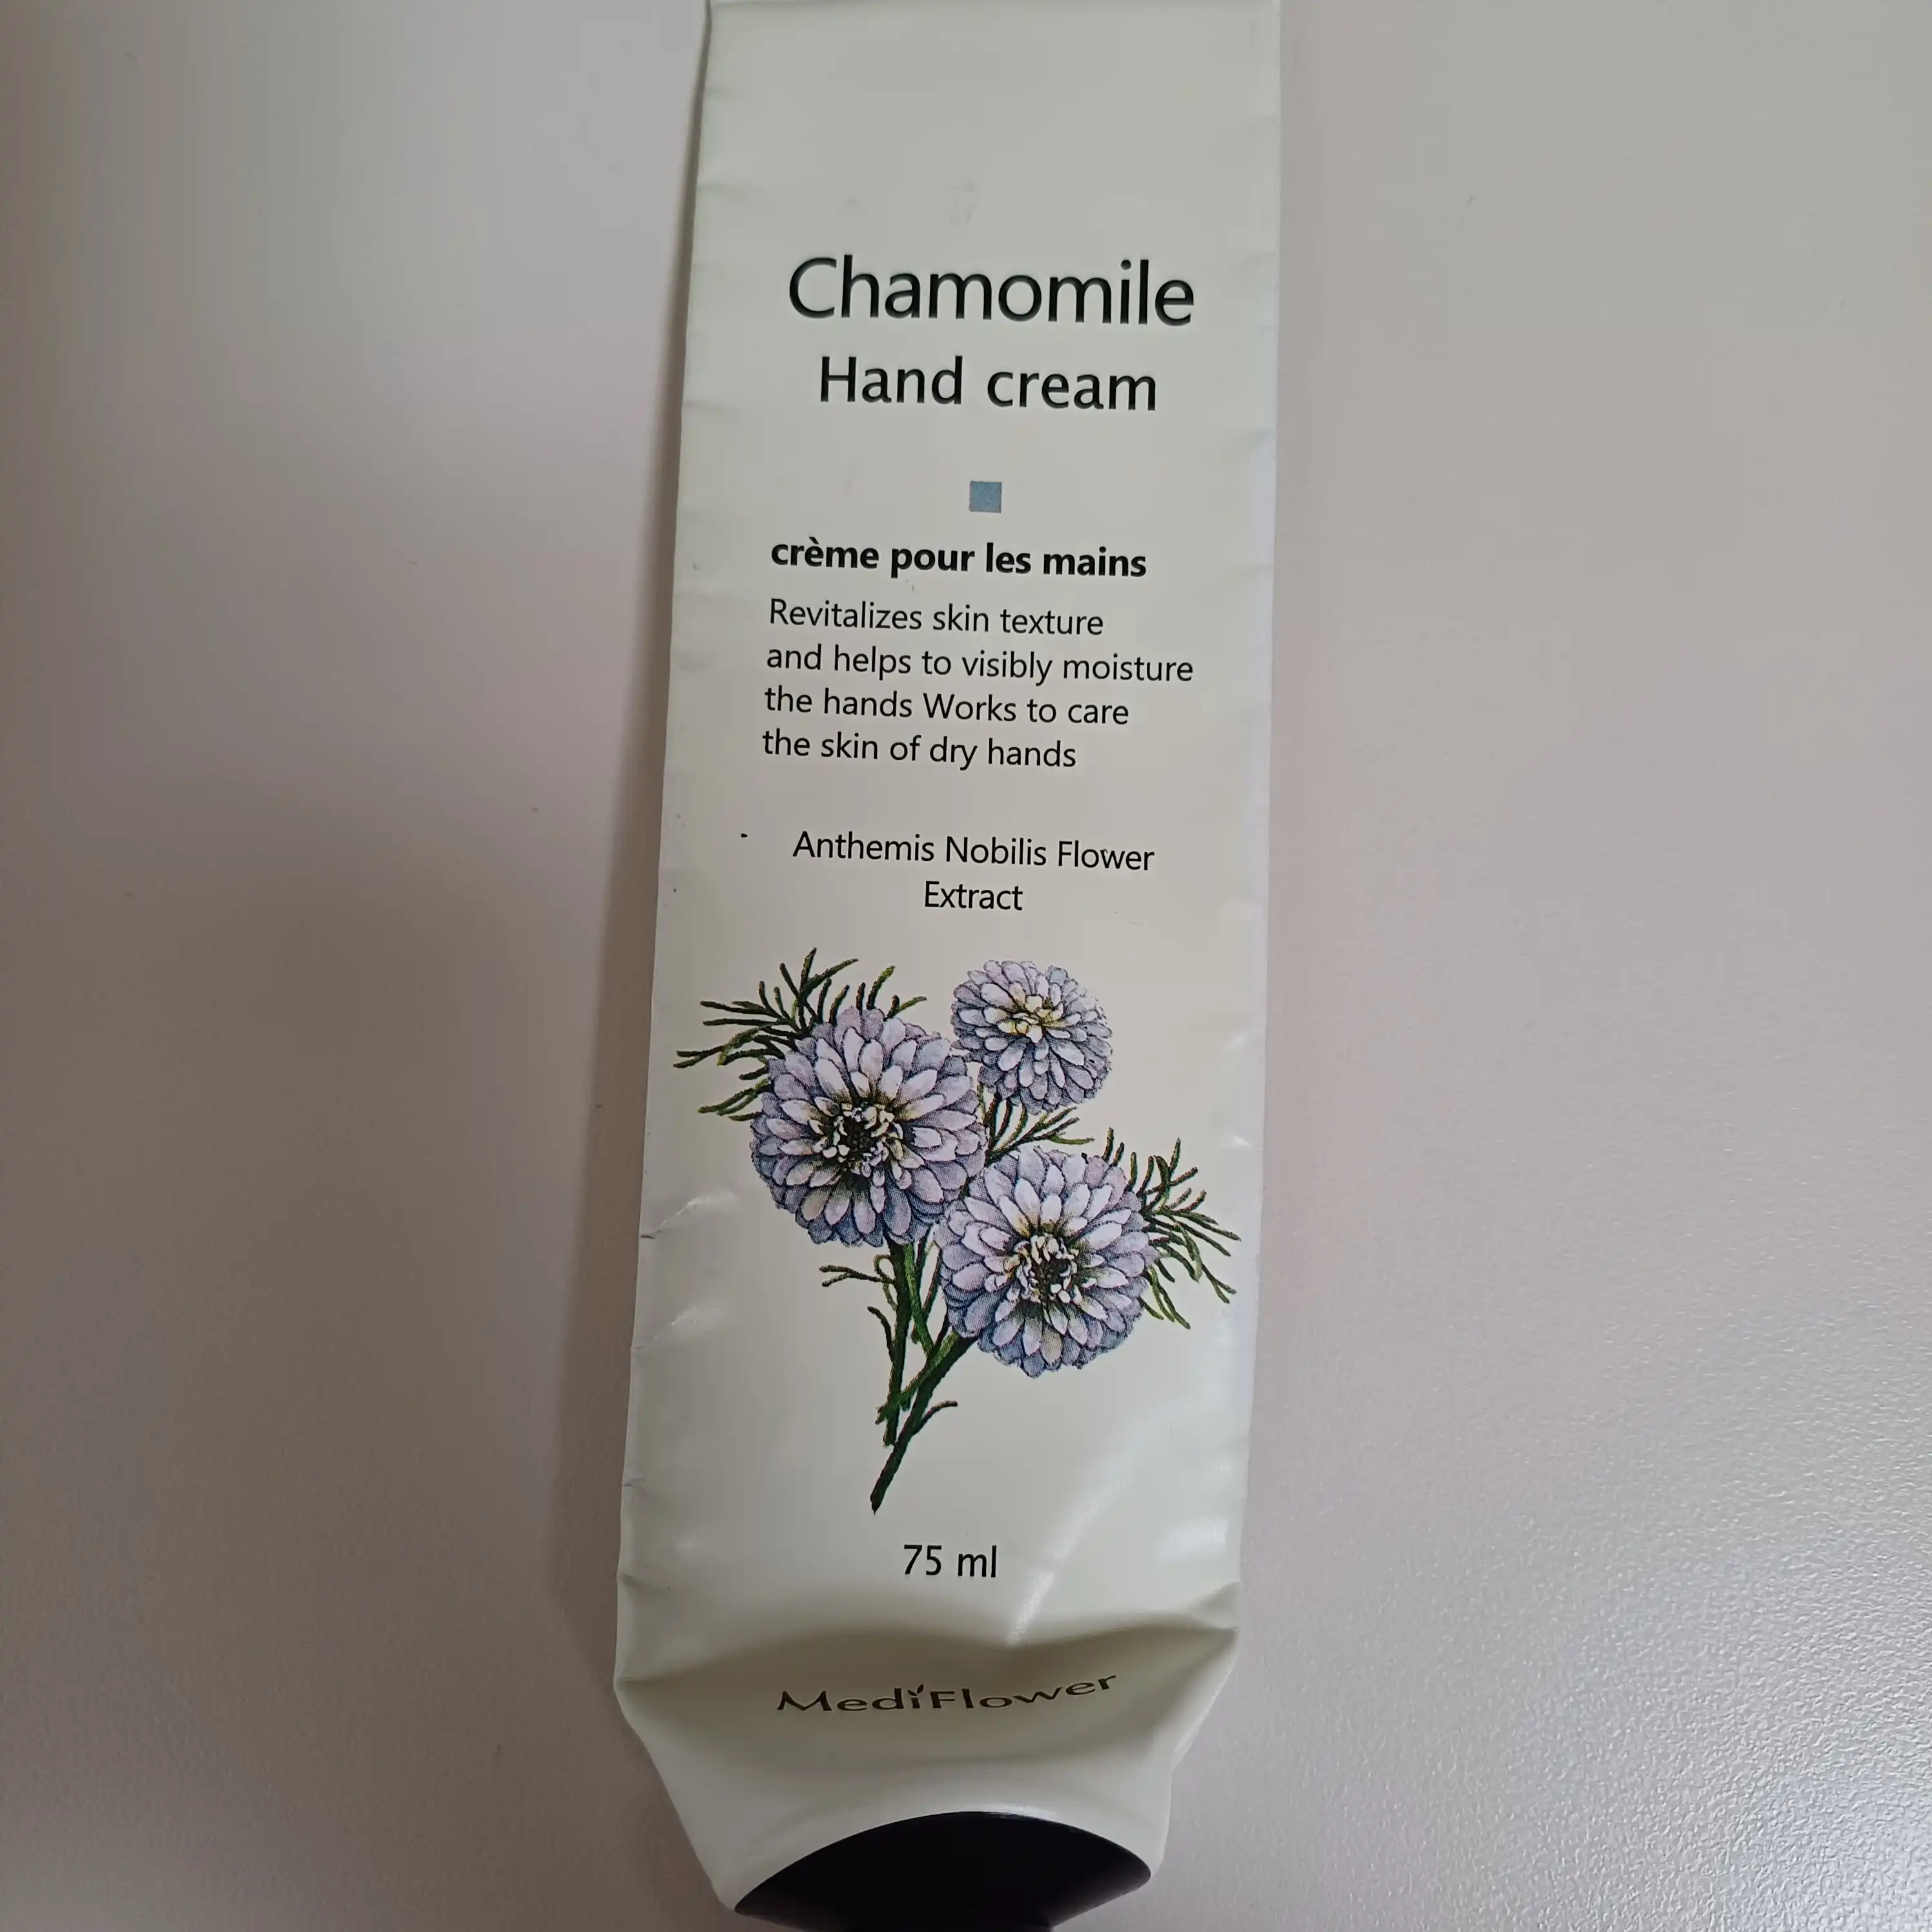 Chamomile
Hand cream
crème pour les mains
Revitalizes skin texture
and helps to visibly moisture
the hands Works to care
the skin of dry hands
Anthemis Nobilis Flower
Extract
75 ml
MediFlower